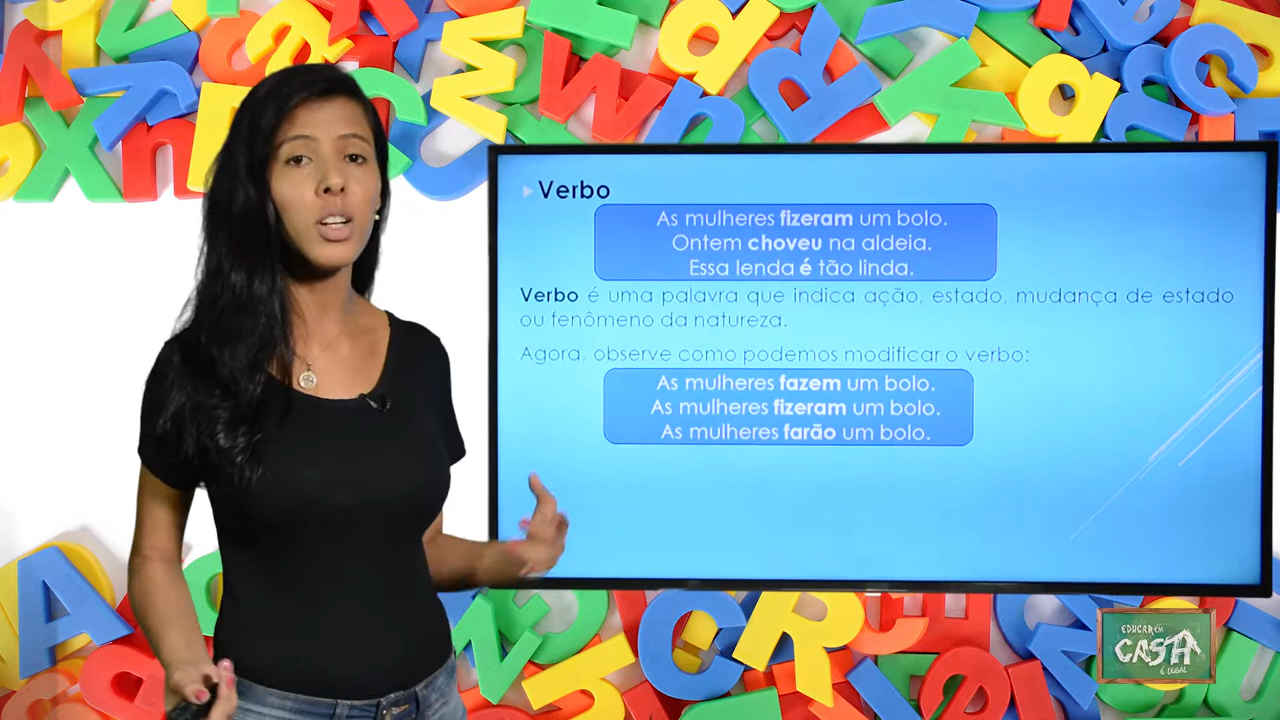 Verbo
As mulheres fizeram um bolo.
Ontem choveu na aldeia.
Essa lenda é tão linda.
Verbo é uma palavra que indica ação, estado, mudança de estado
ou fenômeno da natureza.
Agora, observe como podemos modificar o verbo:
As mulheres fazem um bolo.
As mulheres fizeram um bolo.
As mulheres farão um bolo.
EDUCAR EM
CASA
É LEGAL